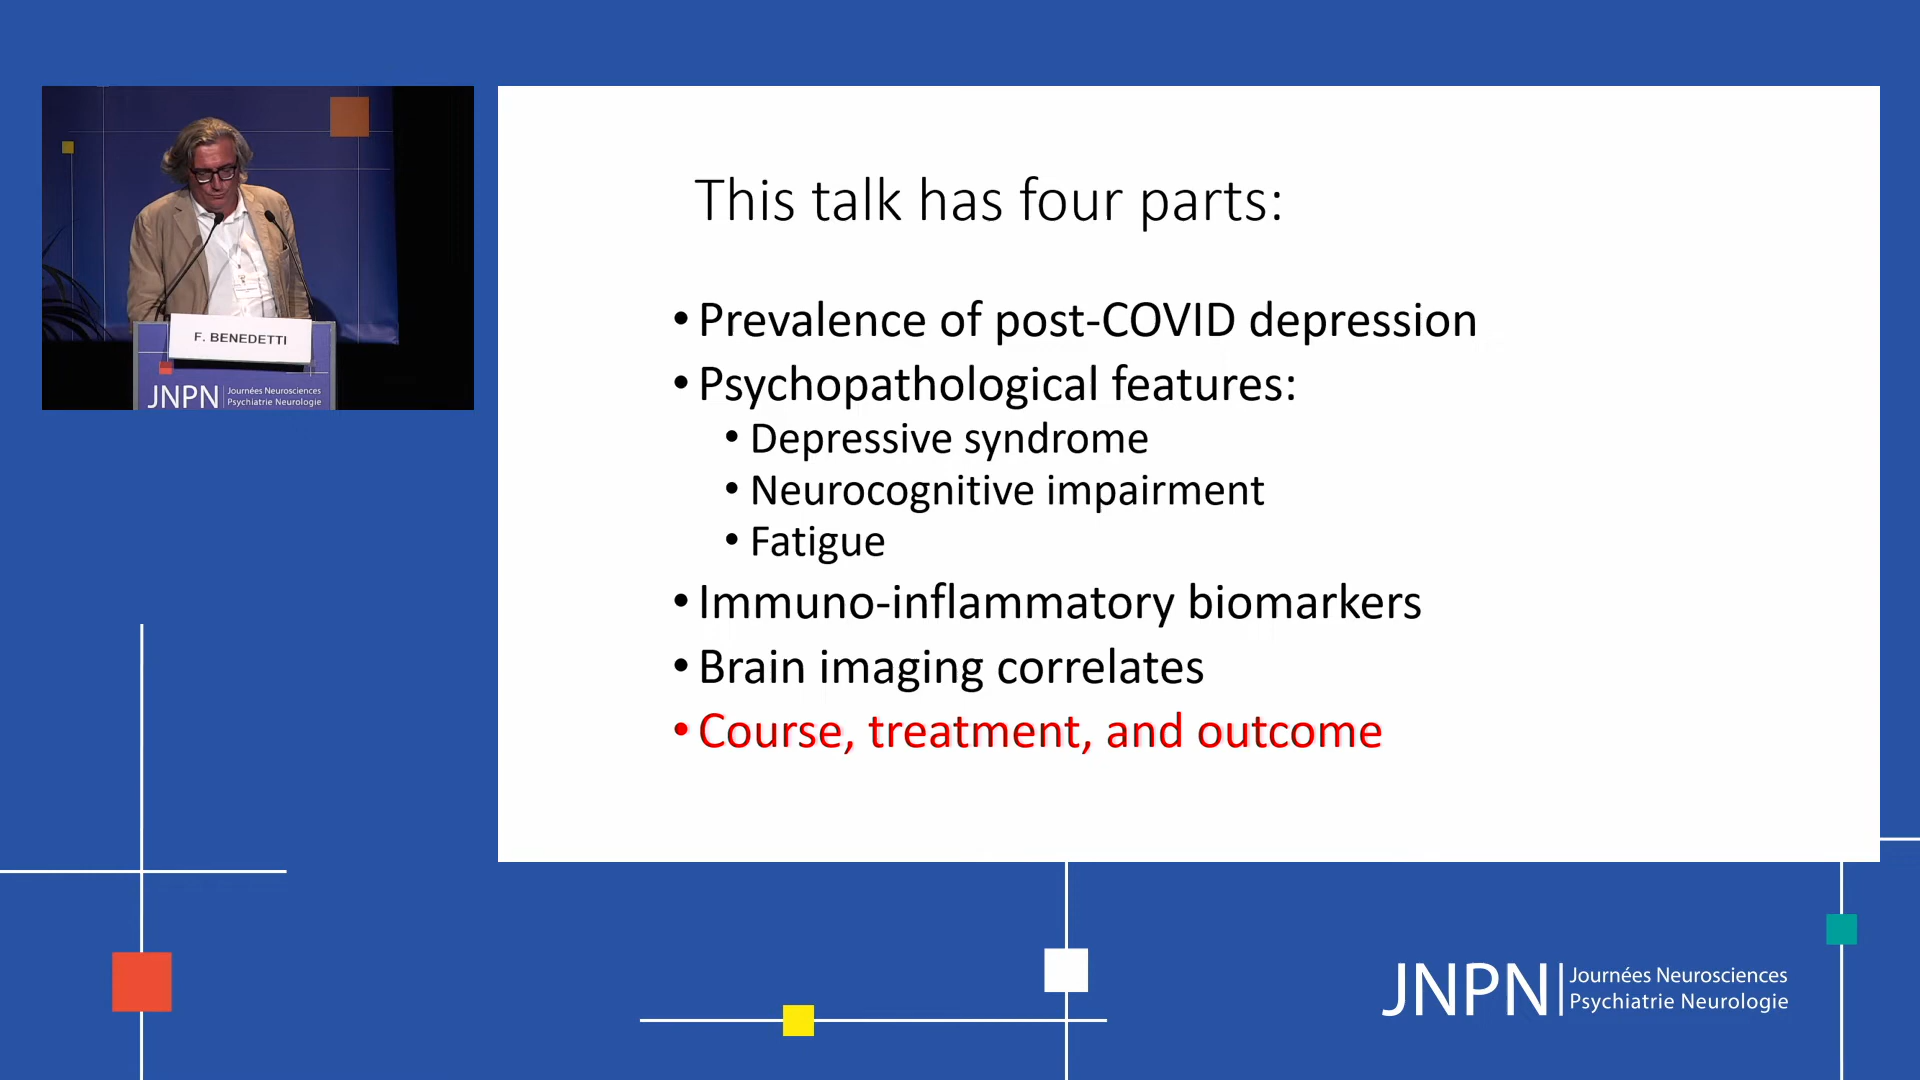 This talk has four parts:
• Prevalence of post-COVID depression
• Psychopathological features:
• Depressive syndrome
• Neurocognitive impairment
• Fatigue
• Immuno-inflammatory biomarkers
• Brain imaging correlates
• Course, treatment, and outcome
F. BENEDETTI
JNPN
Journées Neurosciences
Psychiatrie Neurologie
JNPN
Journées Neurosciences
Psychiatrie Neurologie